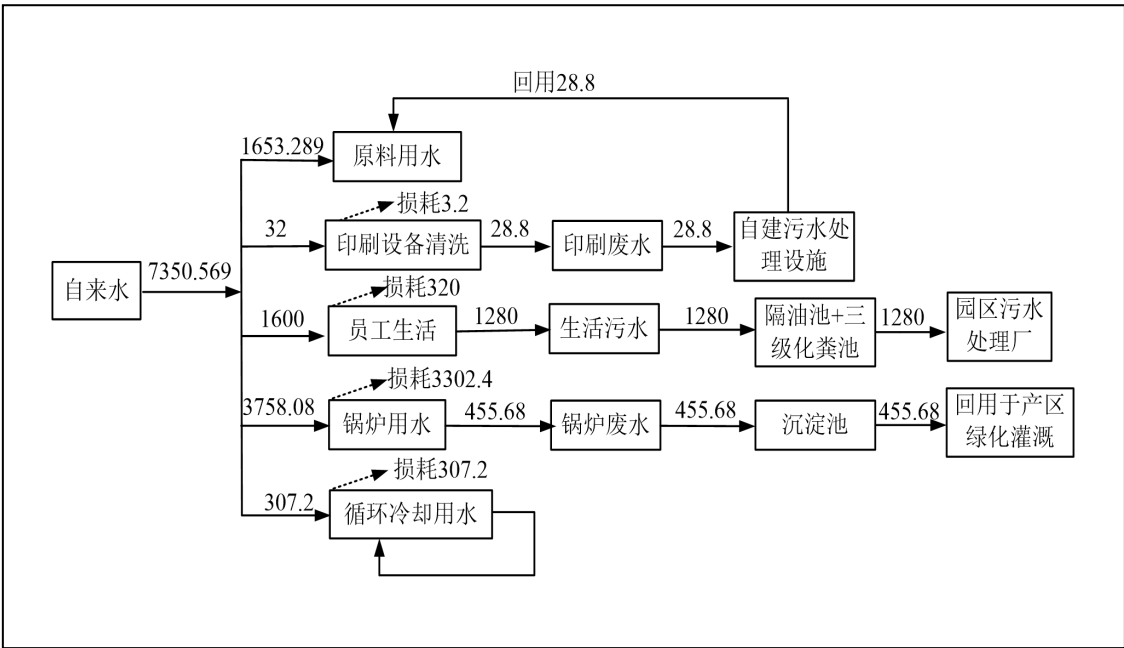 回用28.8
1653.289
原料用水
损耗3.2
32
印刷设备清洗
28.8
印刷废水
28.8
自建污水处
理设施
自来水
7350.569
损耗320
1600
员工生活
1280
生活污水
1280
隔油池+三
级化粪池
1280
园区污水
处理厂
损耗3302.4
3758.08
锅炉用水
455.68
锅炉废水
455.68
沉淀池
455.68
回用于产区
绿化灌溉
损耗307.2
307.2
循环冷却用水